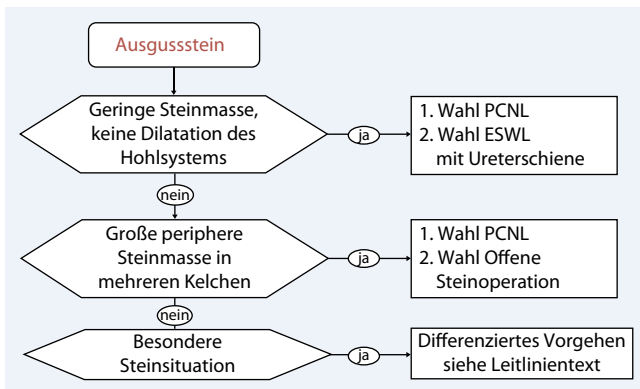 Ausgussstein
Geringe Steinmasse,
keine Dilatation des
Hohlsystems
ja
1. Wahl PCNL
2. Wahl ESWL
mit Ureterschiene
nein
Große periphere
Steinmasse in
mehreren Kelchen
ja
1. Wahl PCNL
2. Wahl Offene
Steinoperation
nein
Besondere
Steinsituation
ja
Differenziertes Vorgehen
siehe Leitlinientext